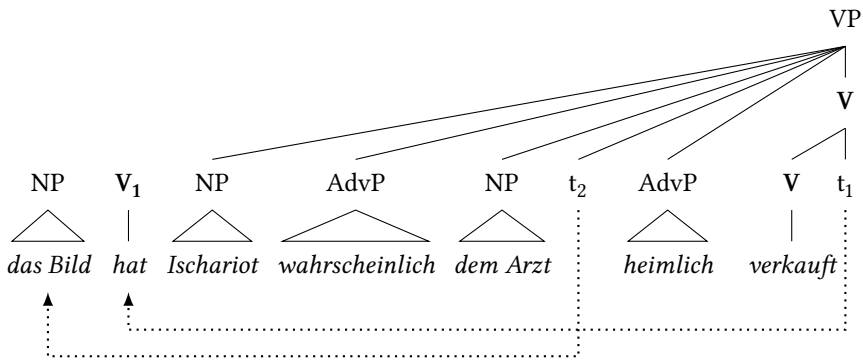 VP
V
NP V₁ NP AdvP NP t₂ AdvP V t₁
das Bild hat Ischariot wahrscheinlich dem Arzt heimlich verkauft